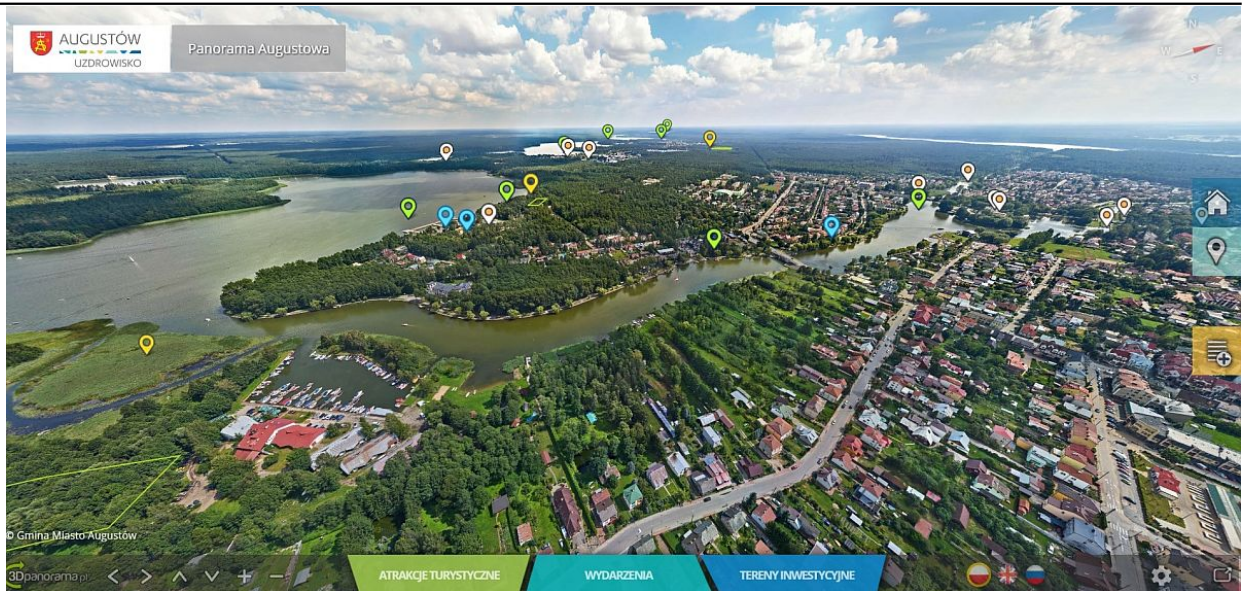 AUGUSTÓW
UZDROWISKO
Panorama Augustowa
N
W
E
S
© Gmina Miasto Augustów
3Dpanorama.pl
ATRAKCJE TURYSTYCZNE
WYDARZENIA
TERENY INWESTYCYJNE